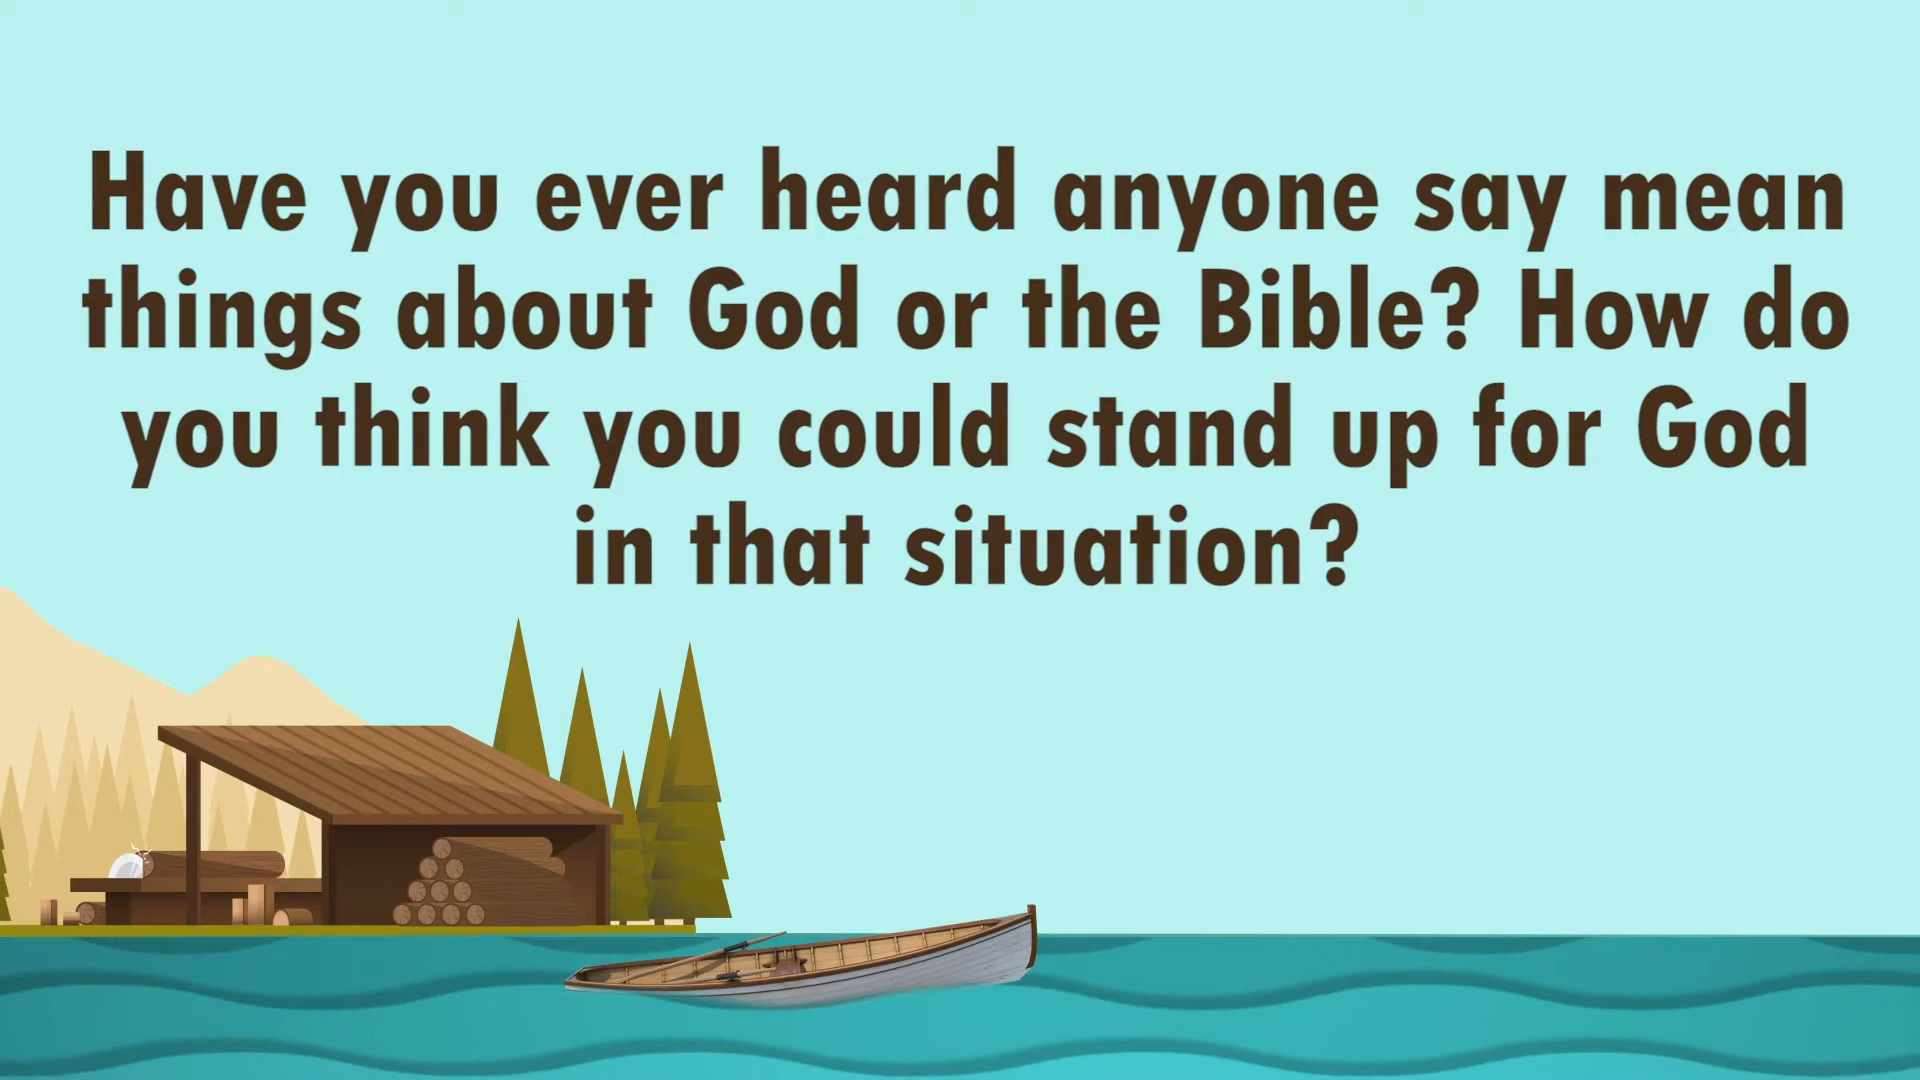 Have you ever heard anyone say mean
things about God or the Bible? How do
you think you could stand up for God
in that situation?